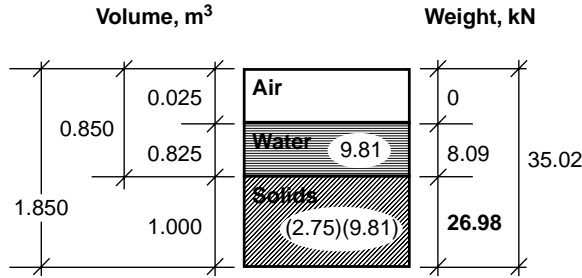 Volume, m³ Weight, kN
0.025 Air 0
0.850
0.825 Water 9.81 8.09
35.02
Solids
1.850
1.000 (2.75)(9.81) 26.98